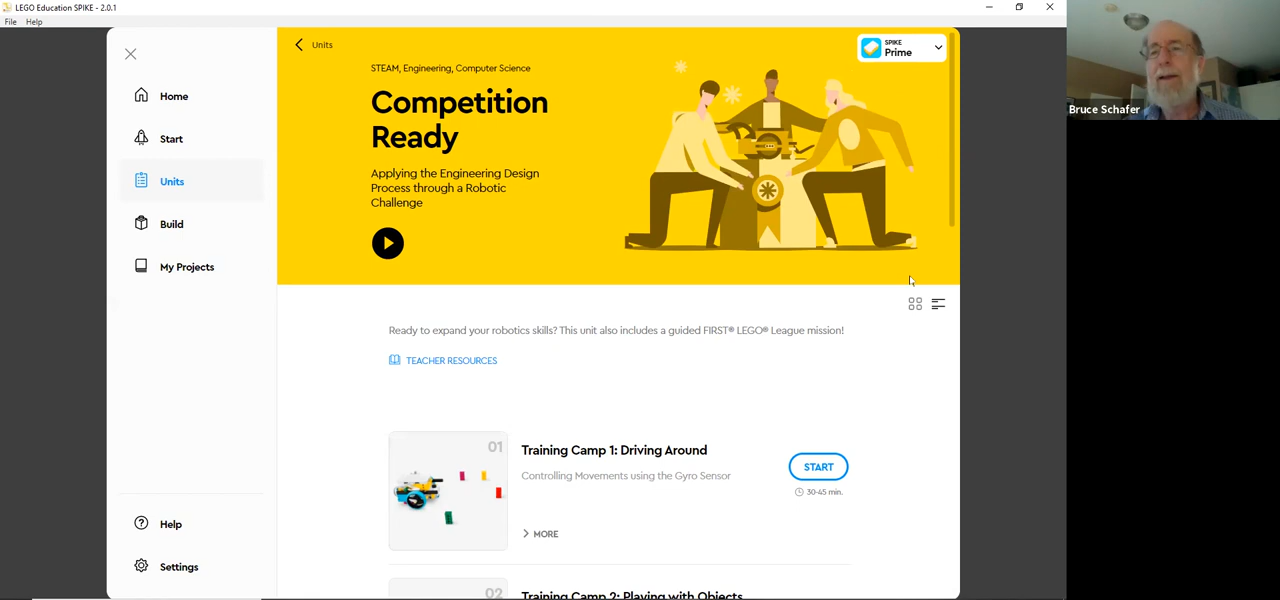 LEGO Education SPIKE - 2.0.1
File Help
Home
Start
Units
Build
My Projects
Help
Settings
Units
SPIKE
Prime
STEAM, Engineering, Computer Science
Competition
Ready
Applying the Engineering Design
Process through a Robotic
Challenge
Ready to expand your robotics skills? This unit also includes a guided FIRST® LEGO® League mission!
TEACHER RESOURCES
01
Training Camp 1: Driving Around
Controlling Movements using the Gyro Sensor
START
30-45 min.
MORE
02
Training Camp 2: Playing with Objects
Bruce Schafer